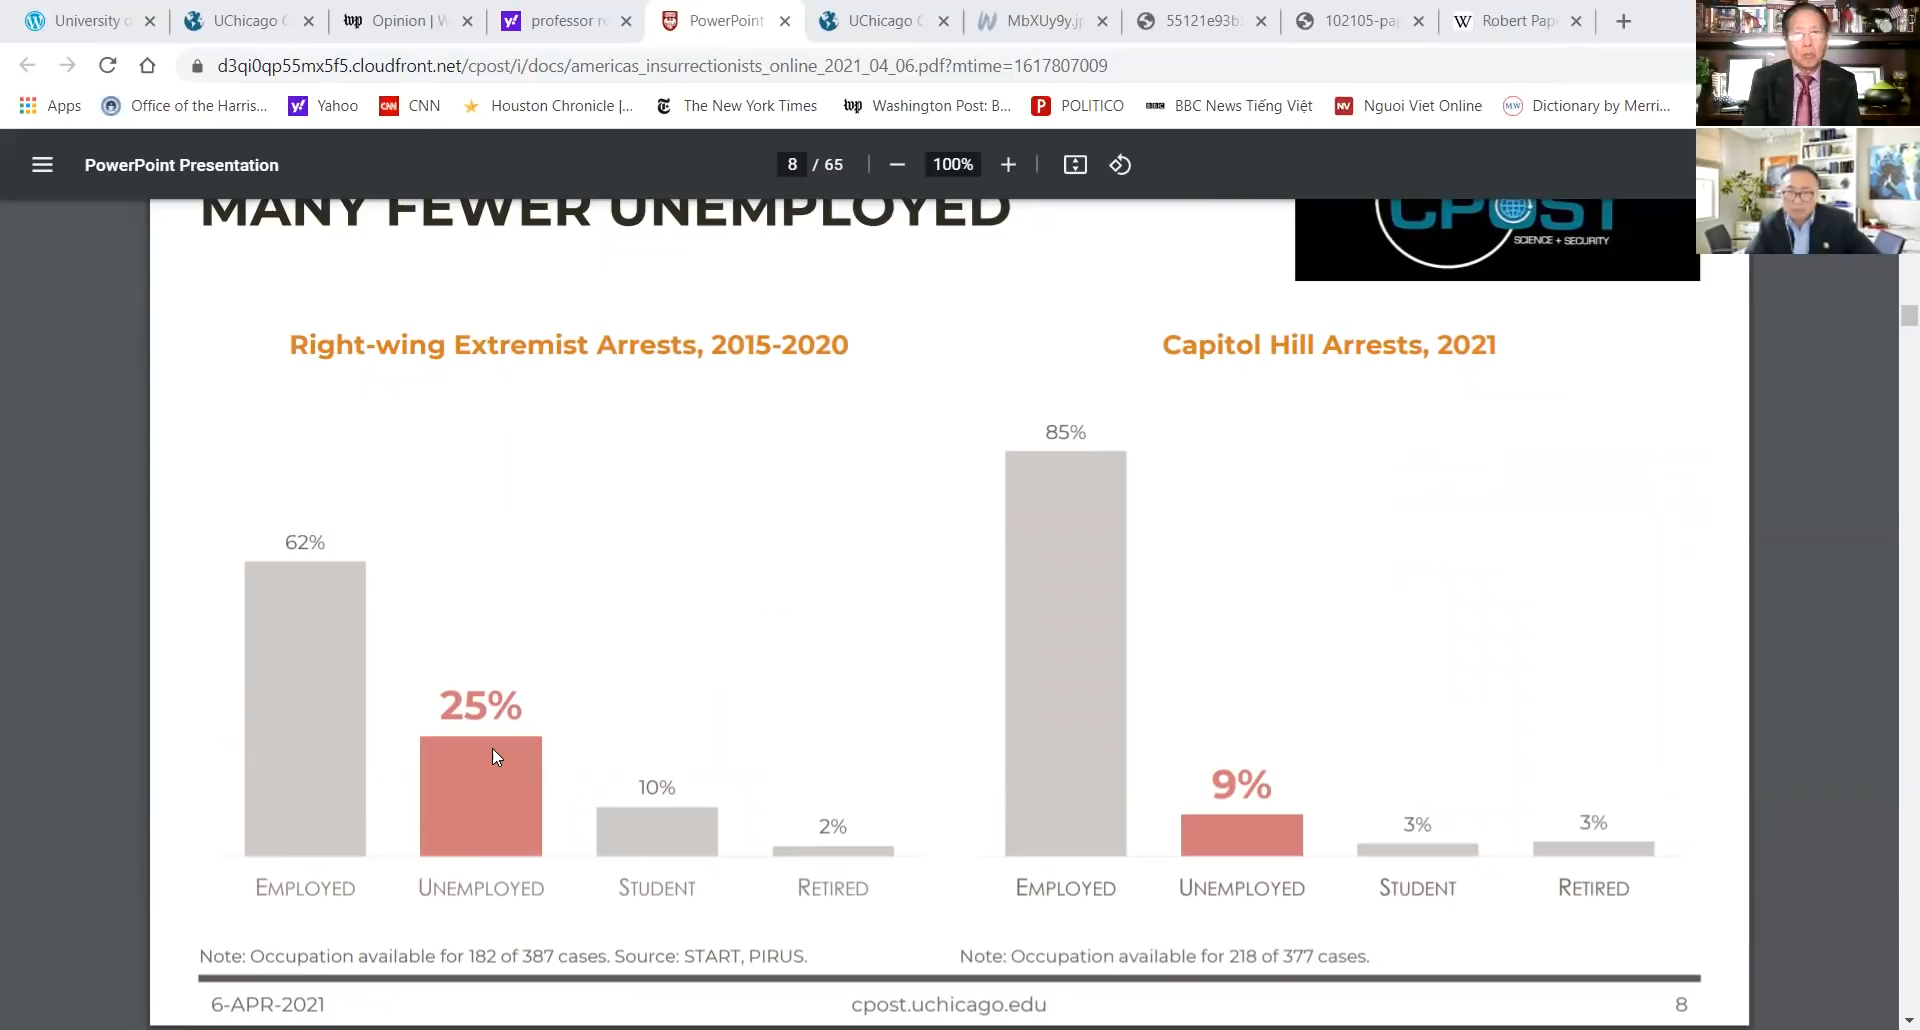 University o
UChicago C
Opinion | W
professor ro
PowerPoint
UChicago C
MbXUy9y.jp
55121e93b
102105-pa
Robert Pap
d3qi0qp55mx5f5.cloudfront.net/cpost/i/docs/americas_insurrectionists_online_2021_04_06.pdf?mtime=1617807009
Apps Office of the Harris... Yahoo CNN Houston Chronicle |... The New York Times Washington Post: B... POLITICO BBC News Tiếng Việt Nguoi Viet Online Dictionary by Merri...
PowerPoint Presentation 8 / 65 100%
MANY FEWER UNEMPLOYED
CPOST
SCIENCE + SECURITY
Right-wing Extremist Arrests, 2015-2020
62%
25%
10%
2%
EMPLOYED UNEMPLOYED STUDENT RETIRED
Note: Occupation available for 182 of 387 cases. Source: START, PIRUS.
Capitol Hill Arrests, 2021
85%
9%
3%
3%
EMPLOYED UNEMPLOYED STUDENT RETIRED
Note: Occupation available for 218 of 377 cases.
6-APR-2021 cpost.uchicago.edu 8